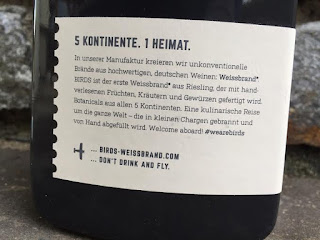 5 KONTINENTE. 1 HEIMAT.
In unserer Manufaktur kreieren wir unkonventionelle
Brände aus hochwertigen, deutschen Weinen: Weissbrand®
BIRDS ist der erste Weissbrand® aus Riesling, der mit hand-
verlesenen Früchten, Kräutern und Gewürzen gefertigt wird.
Botanicals aus allen 5 Kontinenten. Eine kulinarische Reise
um die ganze Welt – die in kleinen Chargen gebrannt und
von Hand abgefüllt wird. Welcome aboard! #wearebirds
... BIRDS-WEISSBRAND.COM
... DON'T DRINK AND FLY.